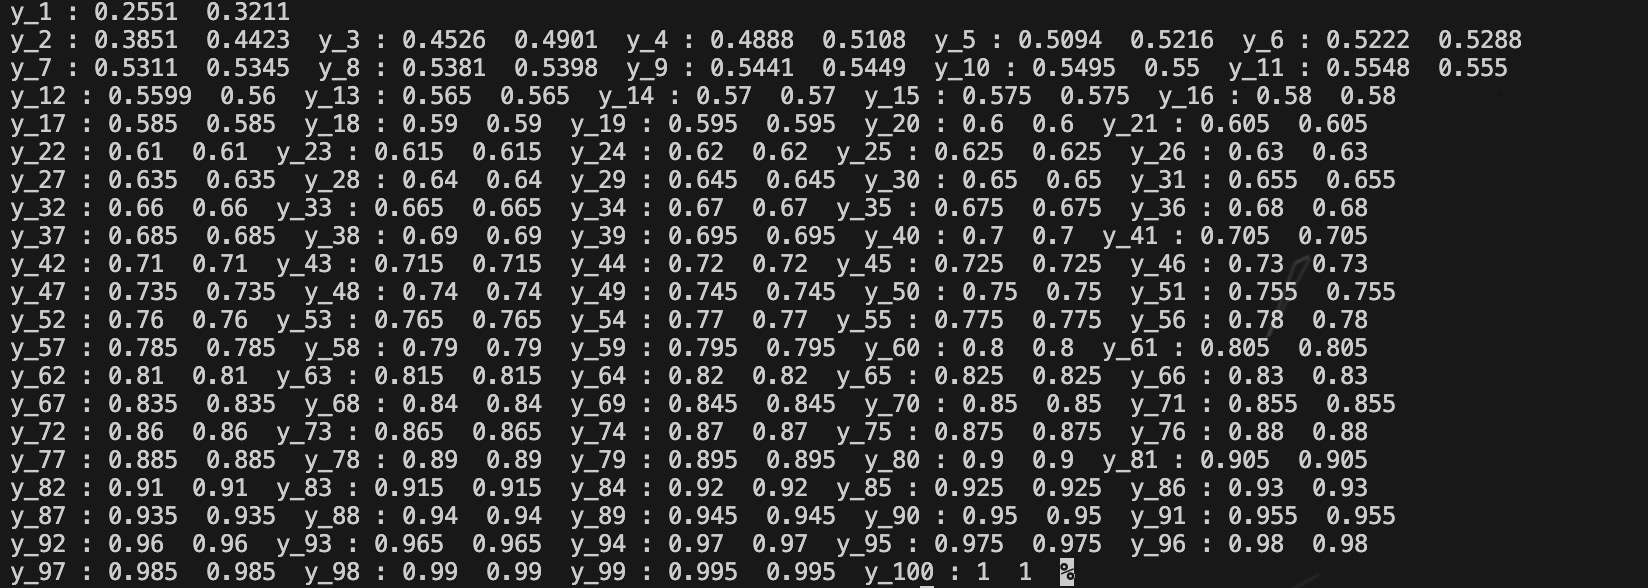 y_1 : 0.2551  0.3211
y_2 : 0.3851  0.4423  y_3 : 0.4526  0.4901  y_4 : 0.4888  0.5108  y_5 : 0.5094  0.5216  y_6 : 0.5222  0.5288
y_7 : 0.5311  0.5345  y_8 : 0.5381  0.5398  y_9 : 0.5441  0.5449  y_10 : 0.5495  0.55  y_11 : 0.5548  0.555
y_12 : 0.5599  0.56  y_13 : 0.565  0.565  y_14 : 0.57  0.57  y_15 : 0.575  0.575  y_16 : 0.58  0.58
y_17 : 0.585  0.585  y_18 : 0.59  0.59  y_19 : 0.595  0.595  y_20 : 0.6  0.6  y_21 : 0.605  0.605
y_22 : 0.61  0.61  y_23 : 0.615  0.615  y_24 : 0.62  0.62  y_25 : 0.625  0.625  y_26 : 0.63  0.63
y_27 : 0.635  0.635  y_28 : 0.64  0.64  y_29 : 0.645  0.645  y_30 : 0.65  0.65  y_31 : 0.655  0.655
y_32 : 0.66  0.66  y_33 : 0.665  0.665  y_34 : 0.67  0.67  y_35 : 0.675  0.675  y_36 : 0.68  0.68
y_37 : 0.685  0.685  y_38 : 0.69  0.69  y_39 : 0.695  0.695  y_40 : 0.7  0.7  y_41 : 0.705  0.705
y_42 : 0.71  0.71  y_43 : 0.715  0.715  y_44 : 0.72  0.72  y_45 : 0.725  0.725  y_46 : 0.73  0.73
y_47 : 0.735  0.735  y_48 : 0.74  0.74  y_49 : 0.745  0.745  y_50 : 0.75  0.75  y_51 : 0.755  0.755
y_52 : 0.76  0.76  y_53 : 0.765  0.765  y_54 : 0.77  0.77  y_55 : 0.775  0.775  y_56 : 0.78  0.78
y_57 : 0.785  0.785  y_58 : 0.79  0.79  y_59 : 0.795  0.795  y_60 : 0.8  0.8  y_61 : 0.805  0.805
y_62 : 0.81  0.81  y_63 : 0.815  0.815  y_64 : 0.82  0.82  y_65 : 0.825  0.825  y_66 : 0.83  0.83
y_67 : 0.835  0.835  y_68 : 0.84  0.84  y_69 : 0.845  0.845  y_70 : 0.85  0.85  y_71 : 0.855  0.855
y_72 : 0.86  0.86  y_73 : 0.865  0.865  y_74 : 0.87  0.87  y_75 : 0.875  0.875  y_76 : 0.88  0.88
y_77 : 0.885  0.885  y_78 : 0.89  0.89  y_79 : 0.895  0.895  y_80 : 0.9  0.9  y_81 : 0.905  0.905
y_82 : 0.91  0.91  y_83 : 0.915  0.915  y_84 : 0.92  0.92  y_85 : 0.925  0.925  y_86 : 0.93  0.93
y_87 : 0.935  0.935  y_88 : 0.94  0.94  y_89 : 0.945  0.945  y_90 : 0.95  0.95  y_91 : 0.955  0.955
y_92 : 0.96  0.96  y_93 : 0.965  0.965  y_94 : 0.97  0.97  y_95 : 0.975  0.975  y_96 : 0.98  0.98
y_97 : 0.985  0.985  y_98 : 0.99  0.99  y_99 : 0.995  0.995  y_100 : 1  1  %